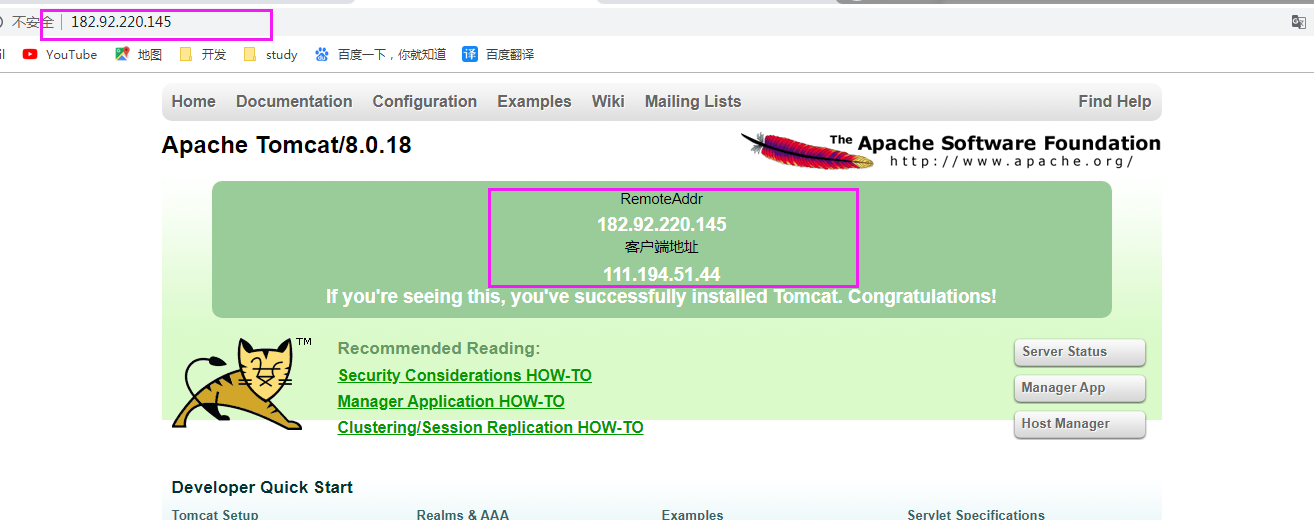 不安全 | 182.92.220.145
YouTube 地图 开发 study 百度一下，你就知道 译 百度翻译
Home Documentation Configuration Examples Wiki Mailing Lists Find Help
Apache Tomcat/8.0.18
The Apache Software Foundation
http://www.apache.org/
RemoteAddr
182.92.220.145
客户端地址
111.194.51.44
If you're seeing this, you've successfully installed Tomcat. Congratulations!
TM
Recommended Reading:
Security Considerations HOW-TO
Manager Application HOW-TO
Clustering/Session Replication HOW-TO
Server Status
Manager App
Host Manager
Developer Quick Start
Tomcat Setup Realms & AAA Examples Servlet Specifications